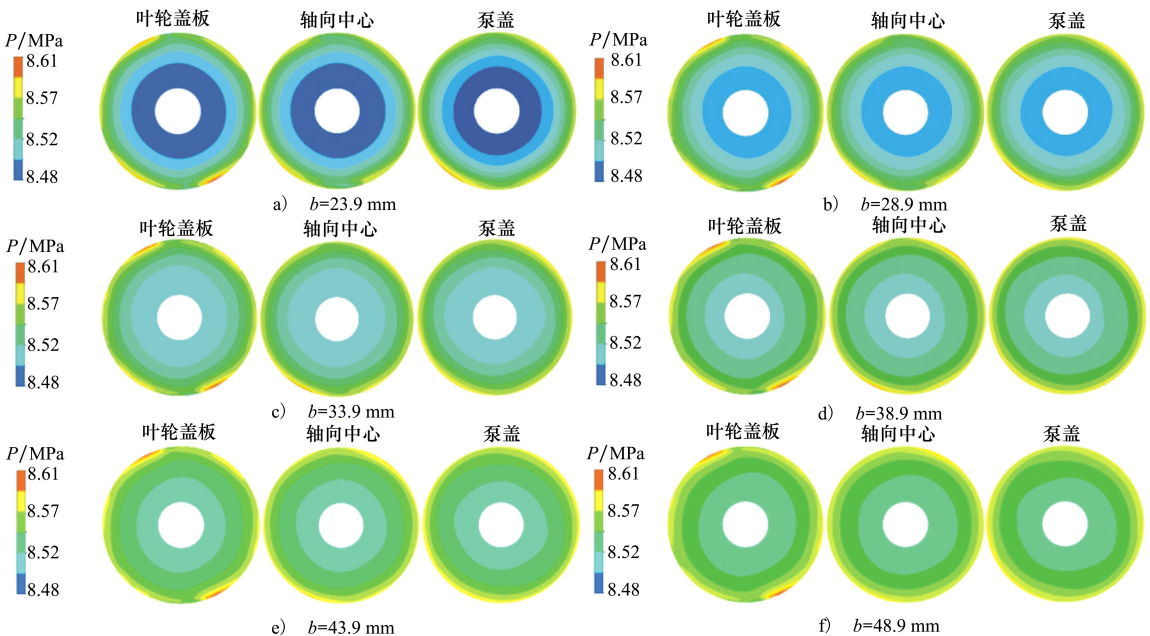 叶轮盖板 轴向中心 泵盖
P/MPa
8.61
8.57
8.52
8.48
a) b=23.9 mm
叶轮盖板 轴向中心 泵盖
P/MPa
8.61
8.57
8.52
8.48
b) b=28.9 mm
叶轮盖板 轴向中心 泵盖
P/MPa
8.61
8.57
8.52
8.48
c) b=33.9 mm
叶轮盖板 轴向中心 泵盖
P/MPa
8.61
8.57
8.52
8.48
d) b=38.9 mm
叶轮盖板 轴向中心 泵盖
P/MPa
8.61
8.57
8.52
8.48
e) b=43.9 mm
叶轮盖板 轴向中心 泵盖
P/MPa
8.61
8.57
8.52
8.48
f) b=48.9 mm